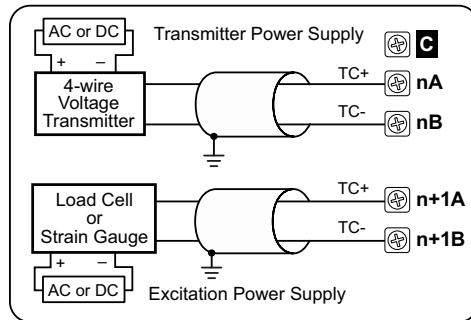 AC or DC
Transmitter Power Supply
C
+ –
TC+
nA
4-wire
Voltage
Transmitter
TC-
nB
TC+
n+1A
Load Cell
or
Strain Gauge
TC-
n+1B
+ –
AC or DC
Excitation Power Supply